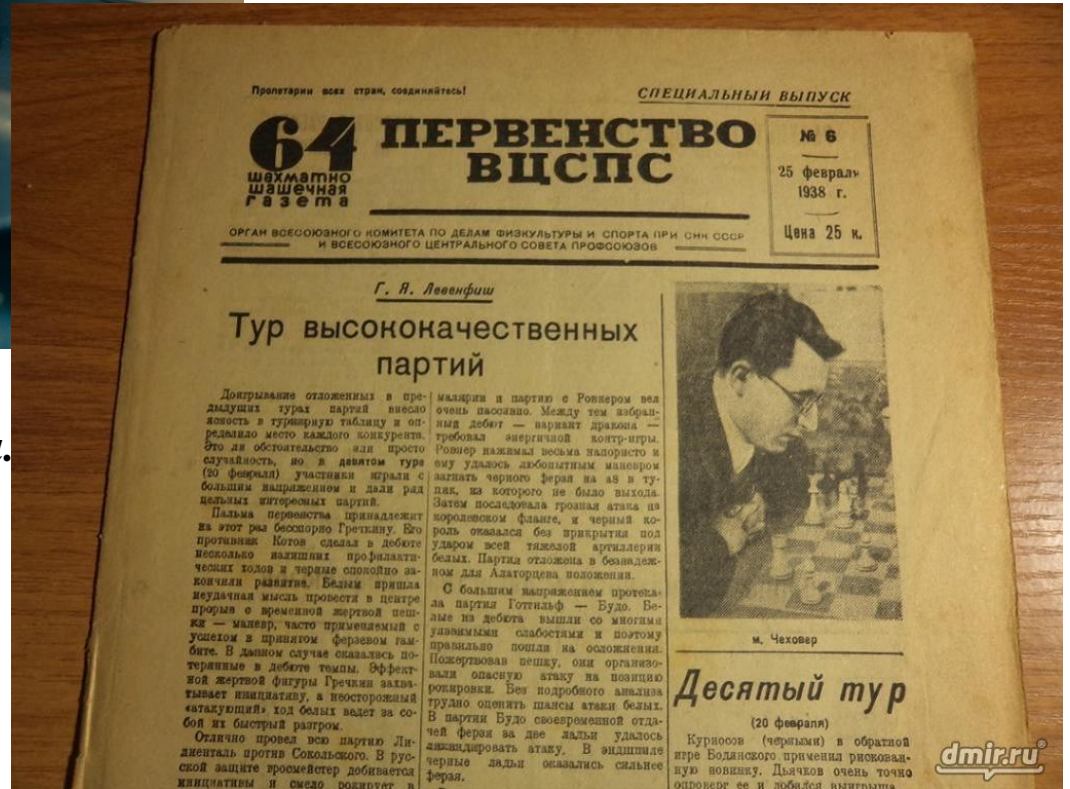 Пролетарии всех стран, соединяйтесь!
СПЕЦИАЛЬНЫЙ ВЫПУСК
64
шахматно
шашечная
газета
ПЕРВЕНСТВО
ВЦСПС
№ 6
25 февраля
1938 г.
Цена 25 к.
ОРГАН ВСЕСОЮЗНОГО КОМИТЕТА ПО ДЕЛАМ ФИЗКУЛЬТУРЫ И СПОРТА ПРИ СНК СССР
И ВСЕСОЮЗНОГО ЦЕНТРАЛЬНОГО СОВЕТА ПРОФСОЮЗОВ
Г. Я. Левенфиш
Тур высококачественных
партий
Доигрывание отложенных в пре-
дыдущих турах партий внесло
ясность в турнирную таблицу и оп-
ределило место каждого конкурента.
Это ли обстоятельство или просто
случайность, но в девятом туре
(20 февраля) участники играли с
большим напряжением и дали ряд
цельных интересных партий.
Пальма первенства принадлежит
на этот раз бесспорно Гречкину. Его
противник Котов сделал в дебюте
несколько излишних профилакти-
ческих ходов и черные спокойно за-
кончили развитие. Белым пришла
неудачная мысль провести в центре
прорыв с временной жертвой пеш-
ки — маневр, часто применяемый с
успехом в принятом ферзевом гам-
бите. В данном случае сказались по-
терянные в дебюте темпы. Эффект-
ной жертвой фигуры Гречкин захва-
тывает инициативу, а неосторожный
«атакующий» ход белых ведет за со-
бой их быстрый разгром.
Отлично провел всю партию Ли-
лиенталь против Сокольского. В рус-
ской защите гросмейстер добивается
инициативы и смело рокирует в
малярии и партию с Ровнером вел
очень пассивно. Между тем избран-
ный дебют — вариант дракона —
требовал энергичной контр-игры.
Ровнер нажимал весьма напористо и
ему удалось любопытным маневром
загнать черного ферзя на a8 в ту-
пик, из которого не было выхода.
Затем последовала грозная атака на
королевском фланге, и черный ко-
роль оказался без прикрытия под
ударом всей тяжелой артиллерии
белых. Партия отложена в безнадеж-
ном для Алаторцева положении.
С большим напряжением протека-
ла партия Готгильф — Будо. Бе-
лые из дебюта вышли со многими
уязвимыми слабостями и поэтому
правильно пошли на осложнения.
Пожертвовав пешку, они организо-
вали опасную атаку на позицию
рокировки. Без подробного анализа
трудно оценить шансы атаки белых.
В партии Будо своевременной отда-
чей ферзя за две ладьи удалось
ликвидировать атаку. В эндшпиле
черные ладьи оказались сильнее
ферзя.
м. Чеховер
Десятый тур
(20 февраля)
Курносов (чёрными) в обратной
игре Бодянского применил рискован-
ную новинку. Дьячков очень точно
опроверг ее и добился выигрыша.
dmir.ru